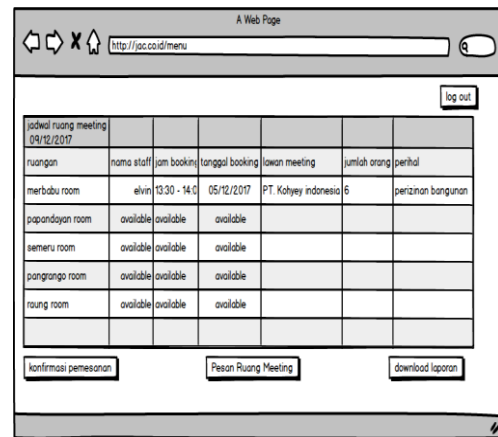 A Web Page
http://jac.co.id/menu
log out
jadwal ruang meeting
09/12/2017
ruangan nama staff jam booking tanggal booking lawan meeting jumlah orang perihal
merbabu room elvin 13:30 - 14:0 05/12/2017 PT. Kohyey indonesia 6 perizinan bangunan
papandayan room available available available
semeru room available available available
pangrango room available available available
raung room available available available
konfirmasi pemesanan Pesan Ruang Meeting download laporan